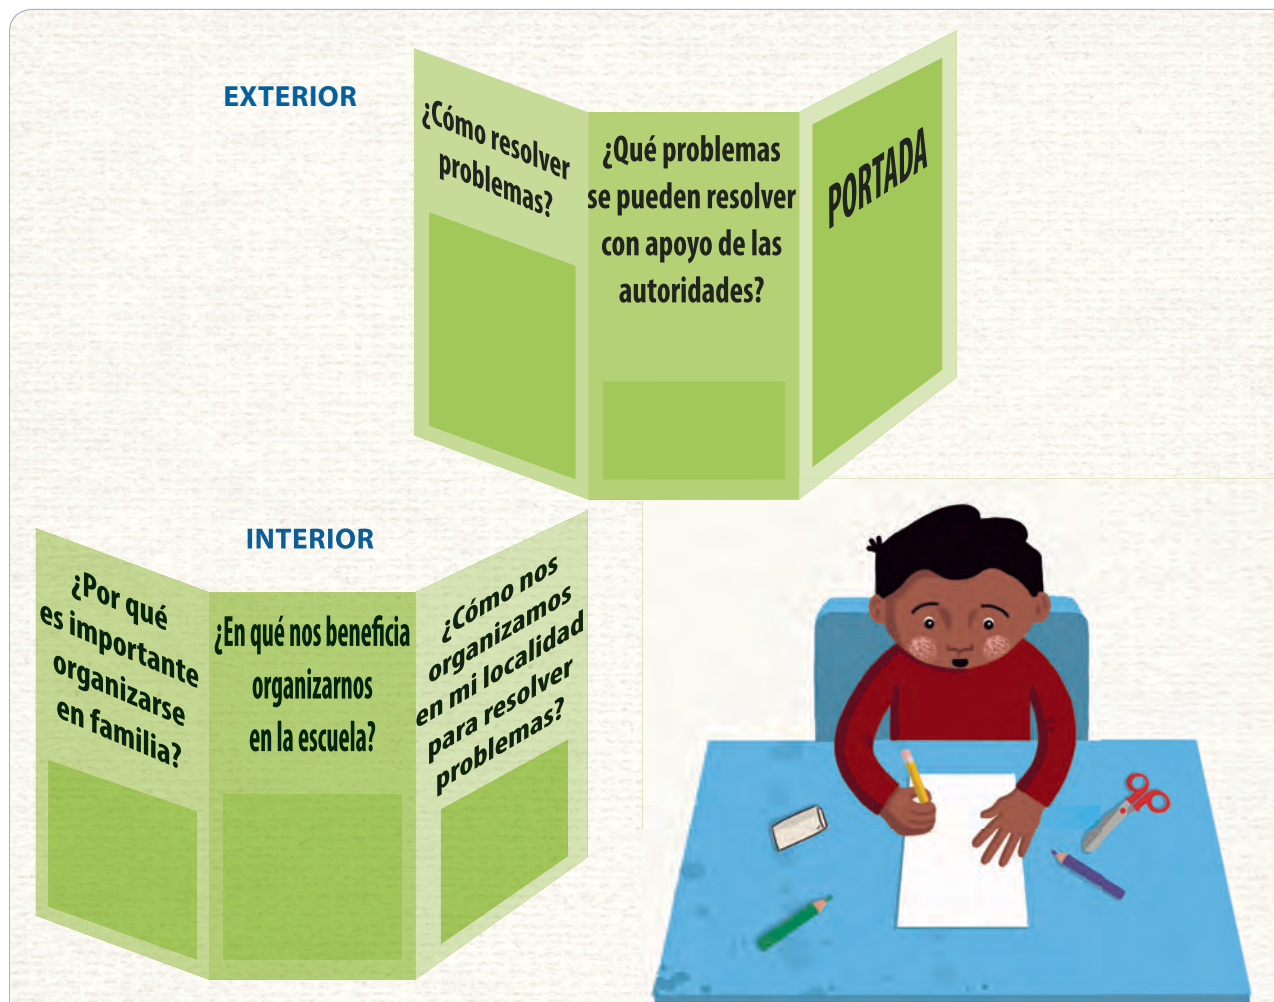 EXTERIOR
¿Cómo resolver
problemas?
¿Qué problemas
se pueden resolver
con apoyo de las
autoridades?
PORTADA
INTERIOR
¿Por qué
es importante
organizarse
en familia?
¿En qué nos beneficia
organizarnos
en la escuela?
¿Cómo nos
organizamos
en mi localidad
para resolver
problemas?